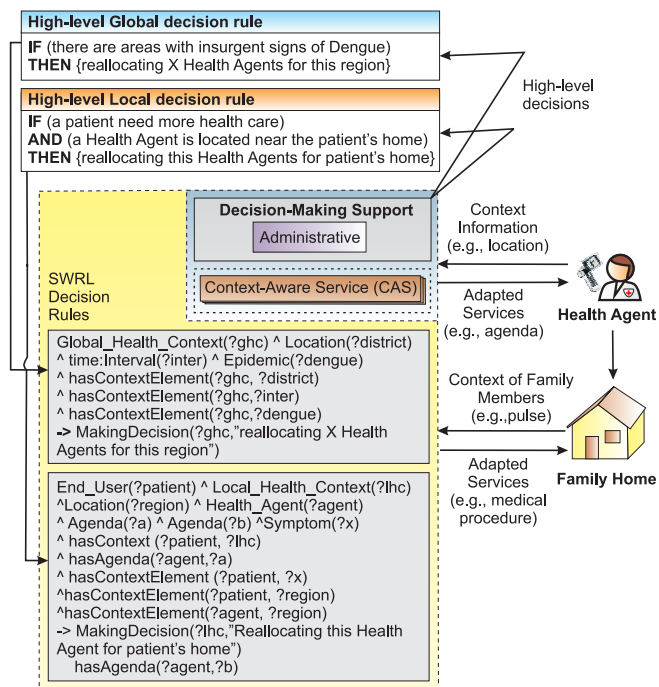 High-level Global decision rule
IF (there are areas with insurgent signs of Dengue)
THEN {reallocating X Health Agents for this region}
High-level Local decision rule
IF (a patient need more health care)
AND (a Health Agent is located near the patient's home)
THEN {reallocating this Health Agents for patient's home}
High-level
decisions
Decision-Making Support
Administrative
Context-Aware Service (CAS)
SWRL
Decision
Rules
Context
Information
(e.g., location)
Adapted
Services
(e.g., agenda)
Health Agent
Global_Health_Context(?ghc) ^ Location(?district)
^ time:Interval(?inter) ^ Epidemic(?dengue)
^ hasContextElement(?ghc, ?district)
^ hasContextElement(?ghc,?inter)
^ hasContextElement(?ghc,?dengue)
-> MakingDecision(?ghc,"reallocating X Health
Agents for this region")
Context of Family
Members
(e.g.,pulse)
Family Home
Adapted
Services
(e.g., medical
procedure)
End_User(?patient) ^ Local_Health_Context(?lhc)
^Location(?region) ^ Health_Agent(?agent)
^ Agenda(?a) ^ Agenda(?b) ^Symptom(?x)
^ hasContext (?patient, ?lhc)
^ hasAgenda(?agent,?a)
^ hasContextElement (?patient, ?x)
^hasContextElement(?patient, ?region)
^hasContextElement(?agent, ?region)
-> MakingDecision(?lhc,"Reallocating this Health
Agent for patient's home")
hasAgenda(?agent,?b)